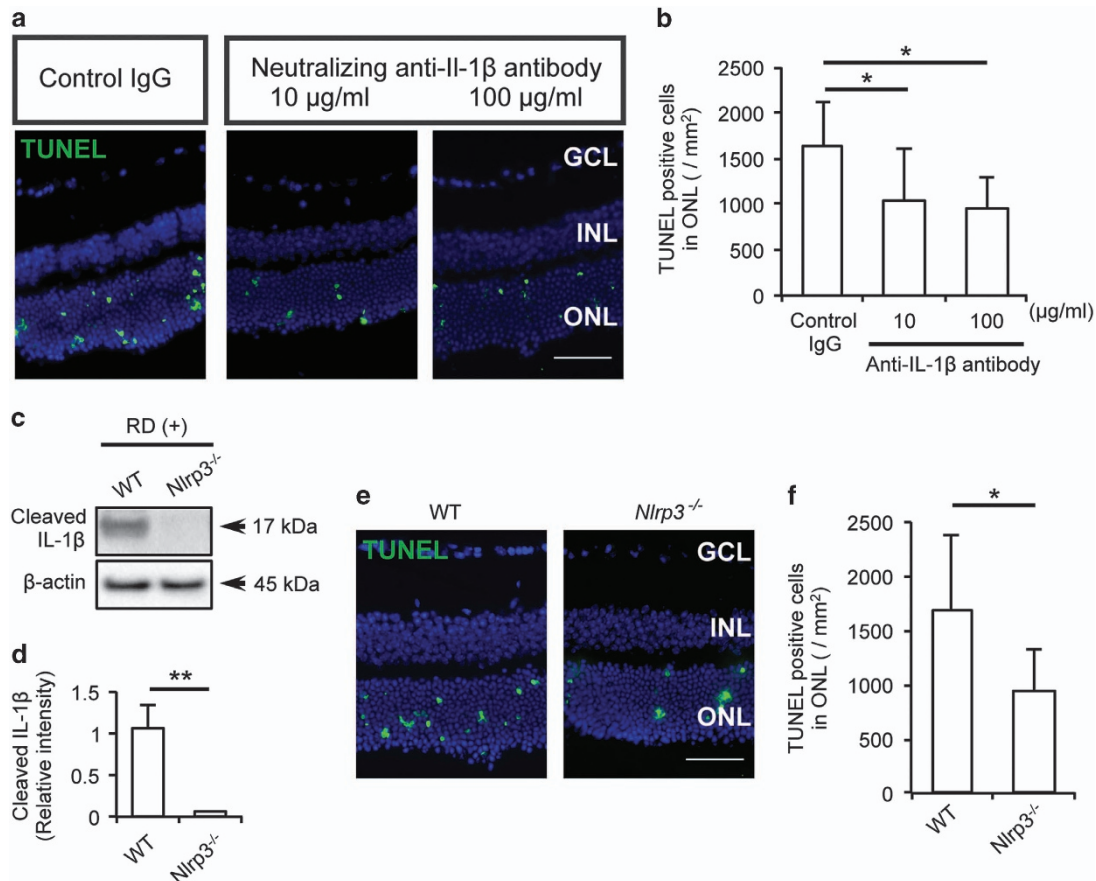 a
Control IgG
Neutralizing anti-Il-1β antibody
10 µg/ml 100 µg/ml
TUNEL
GCL
INL
ONL
b
TUNEL positive cells
in ONL ( / mm²)
2500
2000
1500
1000
500
0
*
*
Control
IgG
10
100
(µg/ml)
Anti-IL-1β antibody
c
RD (+)
WT
Nlrp3-/-
Cleaved
IL-1β
17 kDa
β-actin
45 kDa
d
Cleaved IL-1β
(Relative intensity)
1.5
1
0.5
0
**
WT
Nlrp3-/-
e
WT
Nlrp3 -/-
TUNEL
GCL
INL
ONL
f
TUNEL positive cells
in ONL ( / mm²)
2500
2000
1500
1000
500
0
*
WT
Nlrp3-/-